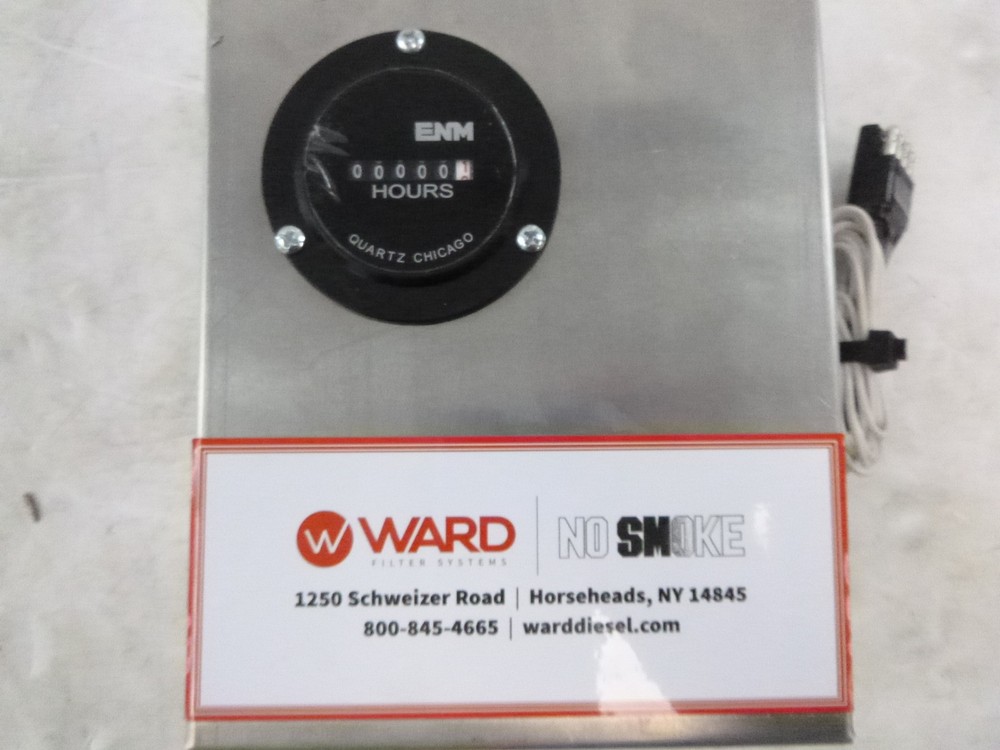 ENM
00000
HOURS
QUARTZ CHICAGO
W WARD
FILTER SYSTEMS
NO SMOKE
1250 Schweizer Road | Horseheads, NY 14845
800-845-4665 | warddiesel.com